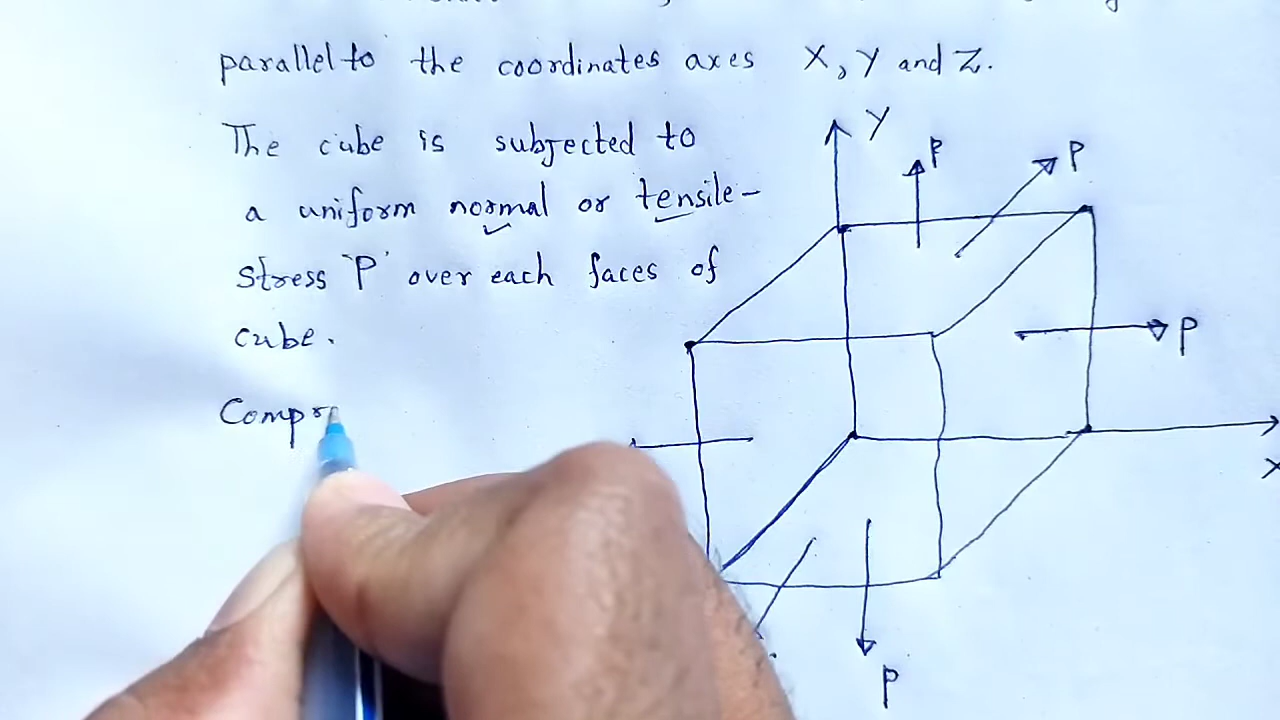 parallel to the coordinates axes X, Y and Z.
The cube is subjected to
a uniform normal or tensile-
stress 'P' over each faces of
cube.
Compr
Y
P
P
P
X
P